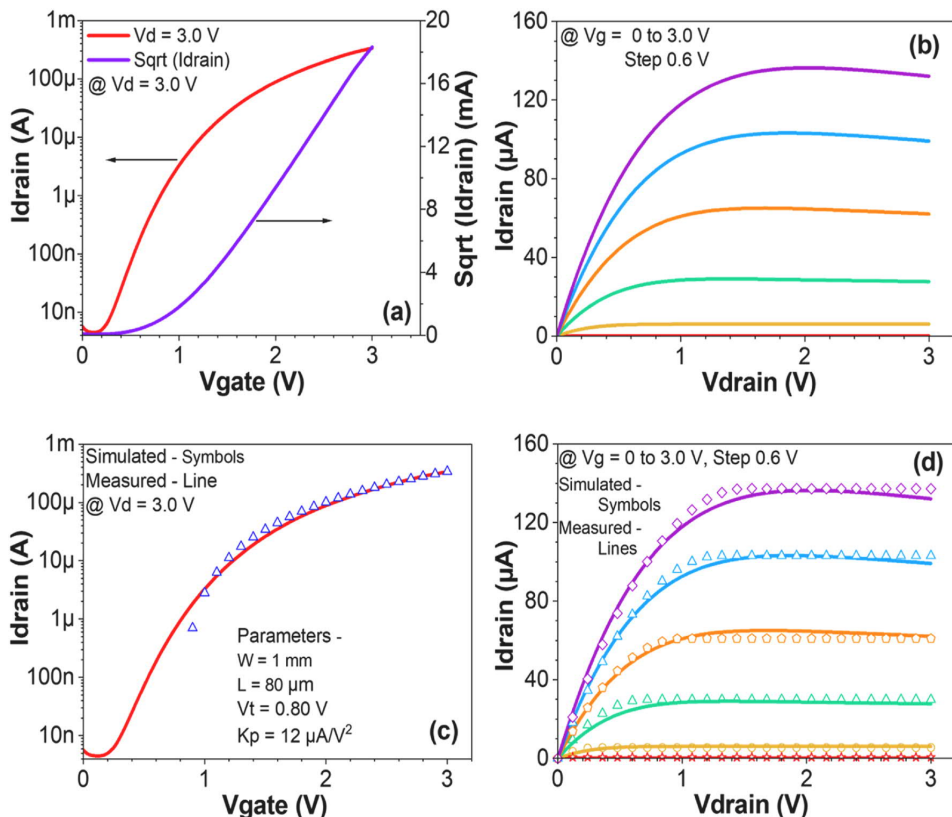 1m
100µ
10µ
1µ
100n
10n
Idrain (A)
Vd = 3.0 V
Sqrt (Idrain)
@ Vd = 3.0 V
(a)
20
16
12
8
4
0
Sqrt (Idrain) (mA)
0 1 2 3
Vgate (V)
160
120
80
40
0
Idrain (µA)
@ Vg = 0 to 3.0 V
Step 0.6 V
(b)
0 1 2 3
Vdrain (V)
1m
100µ
10µ
1µ
100n
10n
Idrain (A)
Simulated - Symbols
Measured - Line
@ Vd = 3.0 V
Parameters -
W = 1 mm
L = 80 µm
Vt = 0.80 V
Kp = 12 µA/V²
(c)
0 1 2 3
Vgate (V)
160
120
80
40
0
Idrain (µA)
@ Vg = 0 to 3.0 V, Step 0.6 V
Simulated -
Symbols
Measured -
Lines
(d)
0 1 2 3
Vdrain (V)